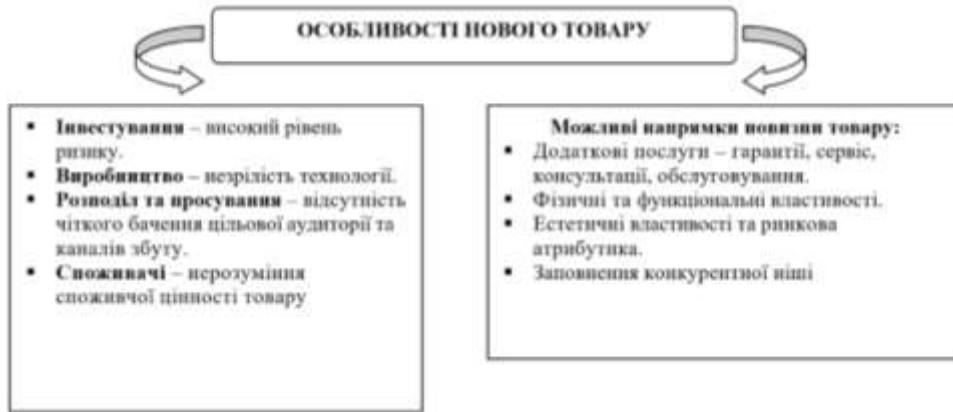 ОСОБЛИВОСТІ НОВОГО ТОВАРУ
▪ Інвестування – високий рівень
ризику.
▪ Виробництво – незрілість технології.
▪ Розподіл та просування – відсутність
чіткого бачення цільової аудиторії та
каналів збуту.
▪ Споживачі – нерозуміння
споживчої цінності товару
Можливі напрямки новизни товару:
▪ Додаткові послуги – гарантії, сервіс,
консультації, обслуговування.
▪ Фізичні та функціональні властивості.
▪ Естетичні властивості та ринкова
атрибутика.
▪ Заповнення конкурентної ніші